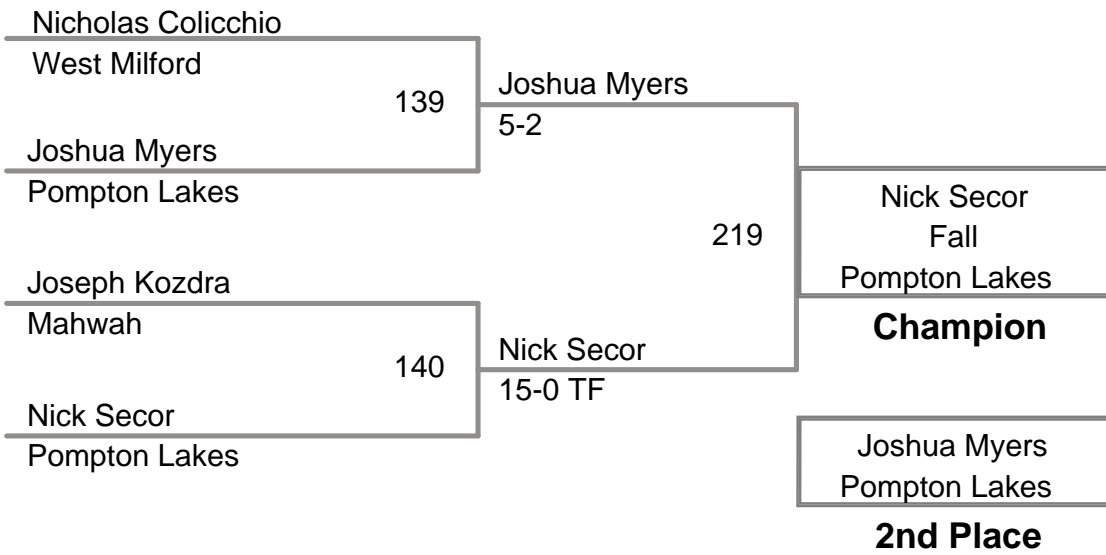 Nicholas Colicchio
West Milford
139
Joshua Myers
Pompton Lakes
Joshua Myers
5-2
Joseph Kozdra
Mahwah
140
Nick Secor
Pompton Lakes
Nick Secor
15-0 TF
219
Nick Secor
Fall
Pompton Lakes
Champion
Joshua Myers
Pompton Lakes
2nd Place